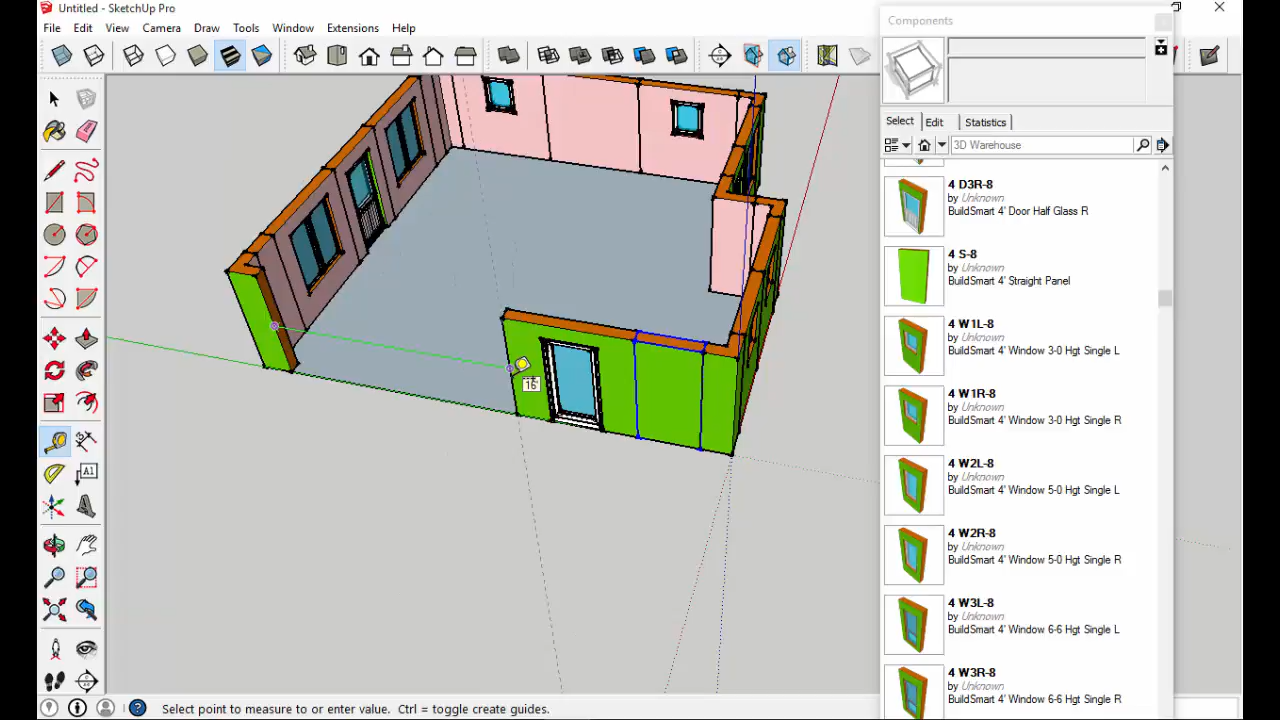 Untitled - SketchUp Pro
File Edit View Camera Draw Tools Window Extensions Help
Components
Select Edit Statistics
3D Warehouse
4 D3R-8
by Unknown
BuildSmart 4' Door Half Glass R
4 S-8
by Unknown
BuildSmart 4' Straight Panel
4 W1L-8
by Unknown
BuildSmart 4' Window 3-0 Hgt Single L
4 W1R-8
by Unknown
BuildSmart 4' Window 3-0 Hgt Single R
4 W2L-8
by Unknown
BuildSmart 4' Window 5-0 Hgt Single L
4 W2R-8
by Unknown
BuildSmart 4' Window 5-0 Hgt Single R
4 W3L-8
by Unknown
BuildSmart 4' Window 6-6 Hgt Single L
4 W3R-8
by Unknown
BuildSmart 4' Window 6-6 Hgt Single R
16'
A1
Select point to measure to or enter value. Ctrl = toggle create guides.